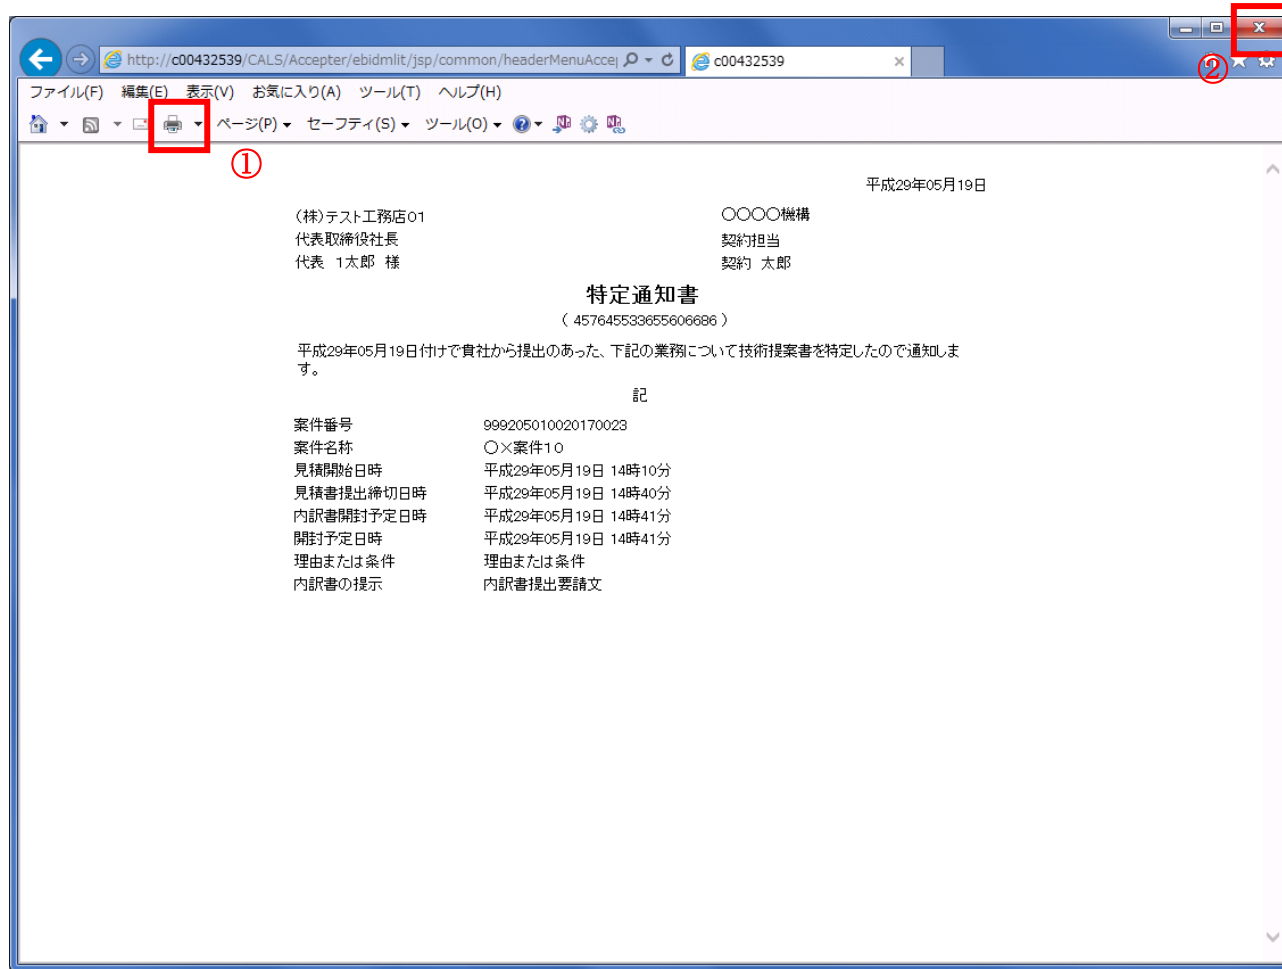 http://c00432539/CALS/Accepter/ebidmlit/jsp/common/headerMenuAccep
c00432539
②
ファイル(F) 編集(E) 表示(V) お気に入り(A) ツール(T) ヘルプ(H)
ページ(P) セーフティ(S) ツール(O)
①
平成29年05月19日
(株)テスト工務店01
○○○○機構
代表取締役社長
契約担当
代表 1太郎 様
契約 太郎
特定通知書
( 457645533655606686 )
平成29年05月19日付けで貴社から提出のあった、下記の業務について技術提案書を特定したので通知しま
す。
記
案件番号 999205010020170023
案件名称 ○×案件10
見積開始日時 平成29年05月19日 14時10分
見積書提出締切日時 平成29年05月19日 14時40分
内訳書開封予定日時 平成29年05月19日 14時41分
開封予定日時 平成29年05月19日 14時41分
理由または条件 理由または条件
内訳書の提示 内訳書提出要請文